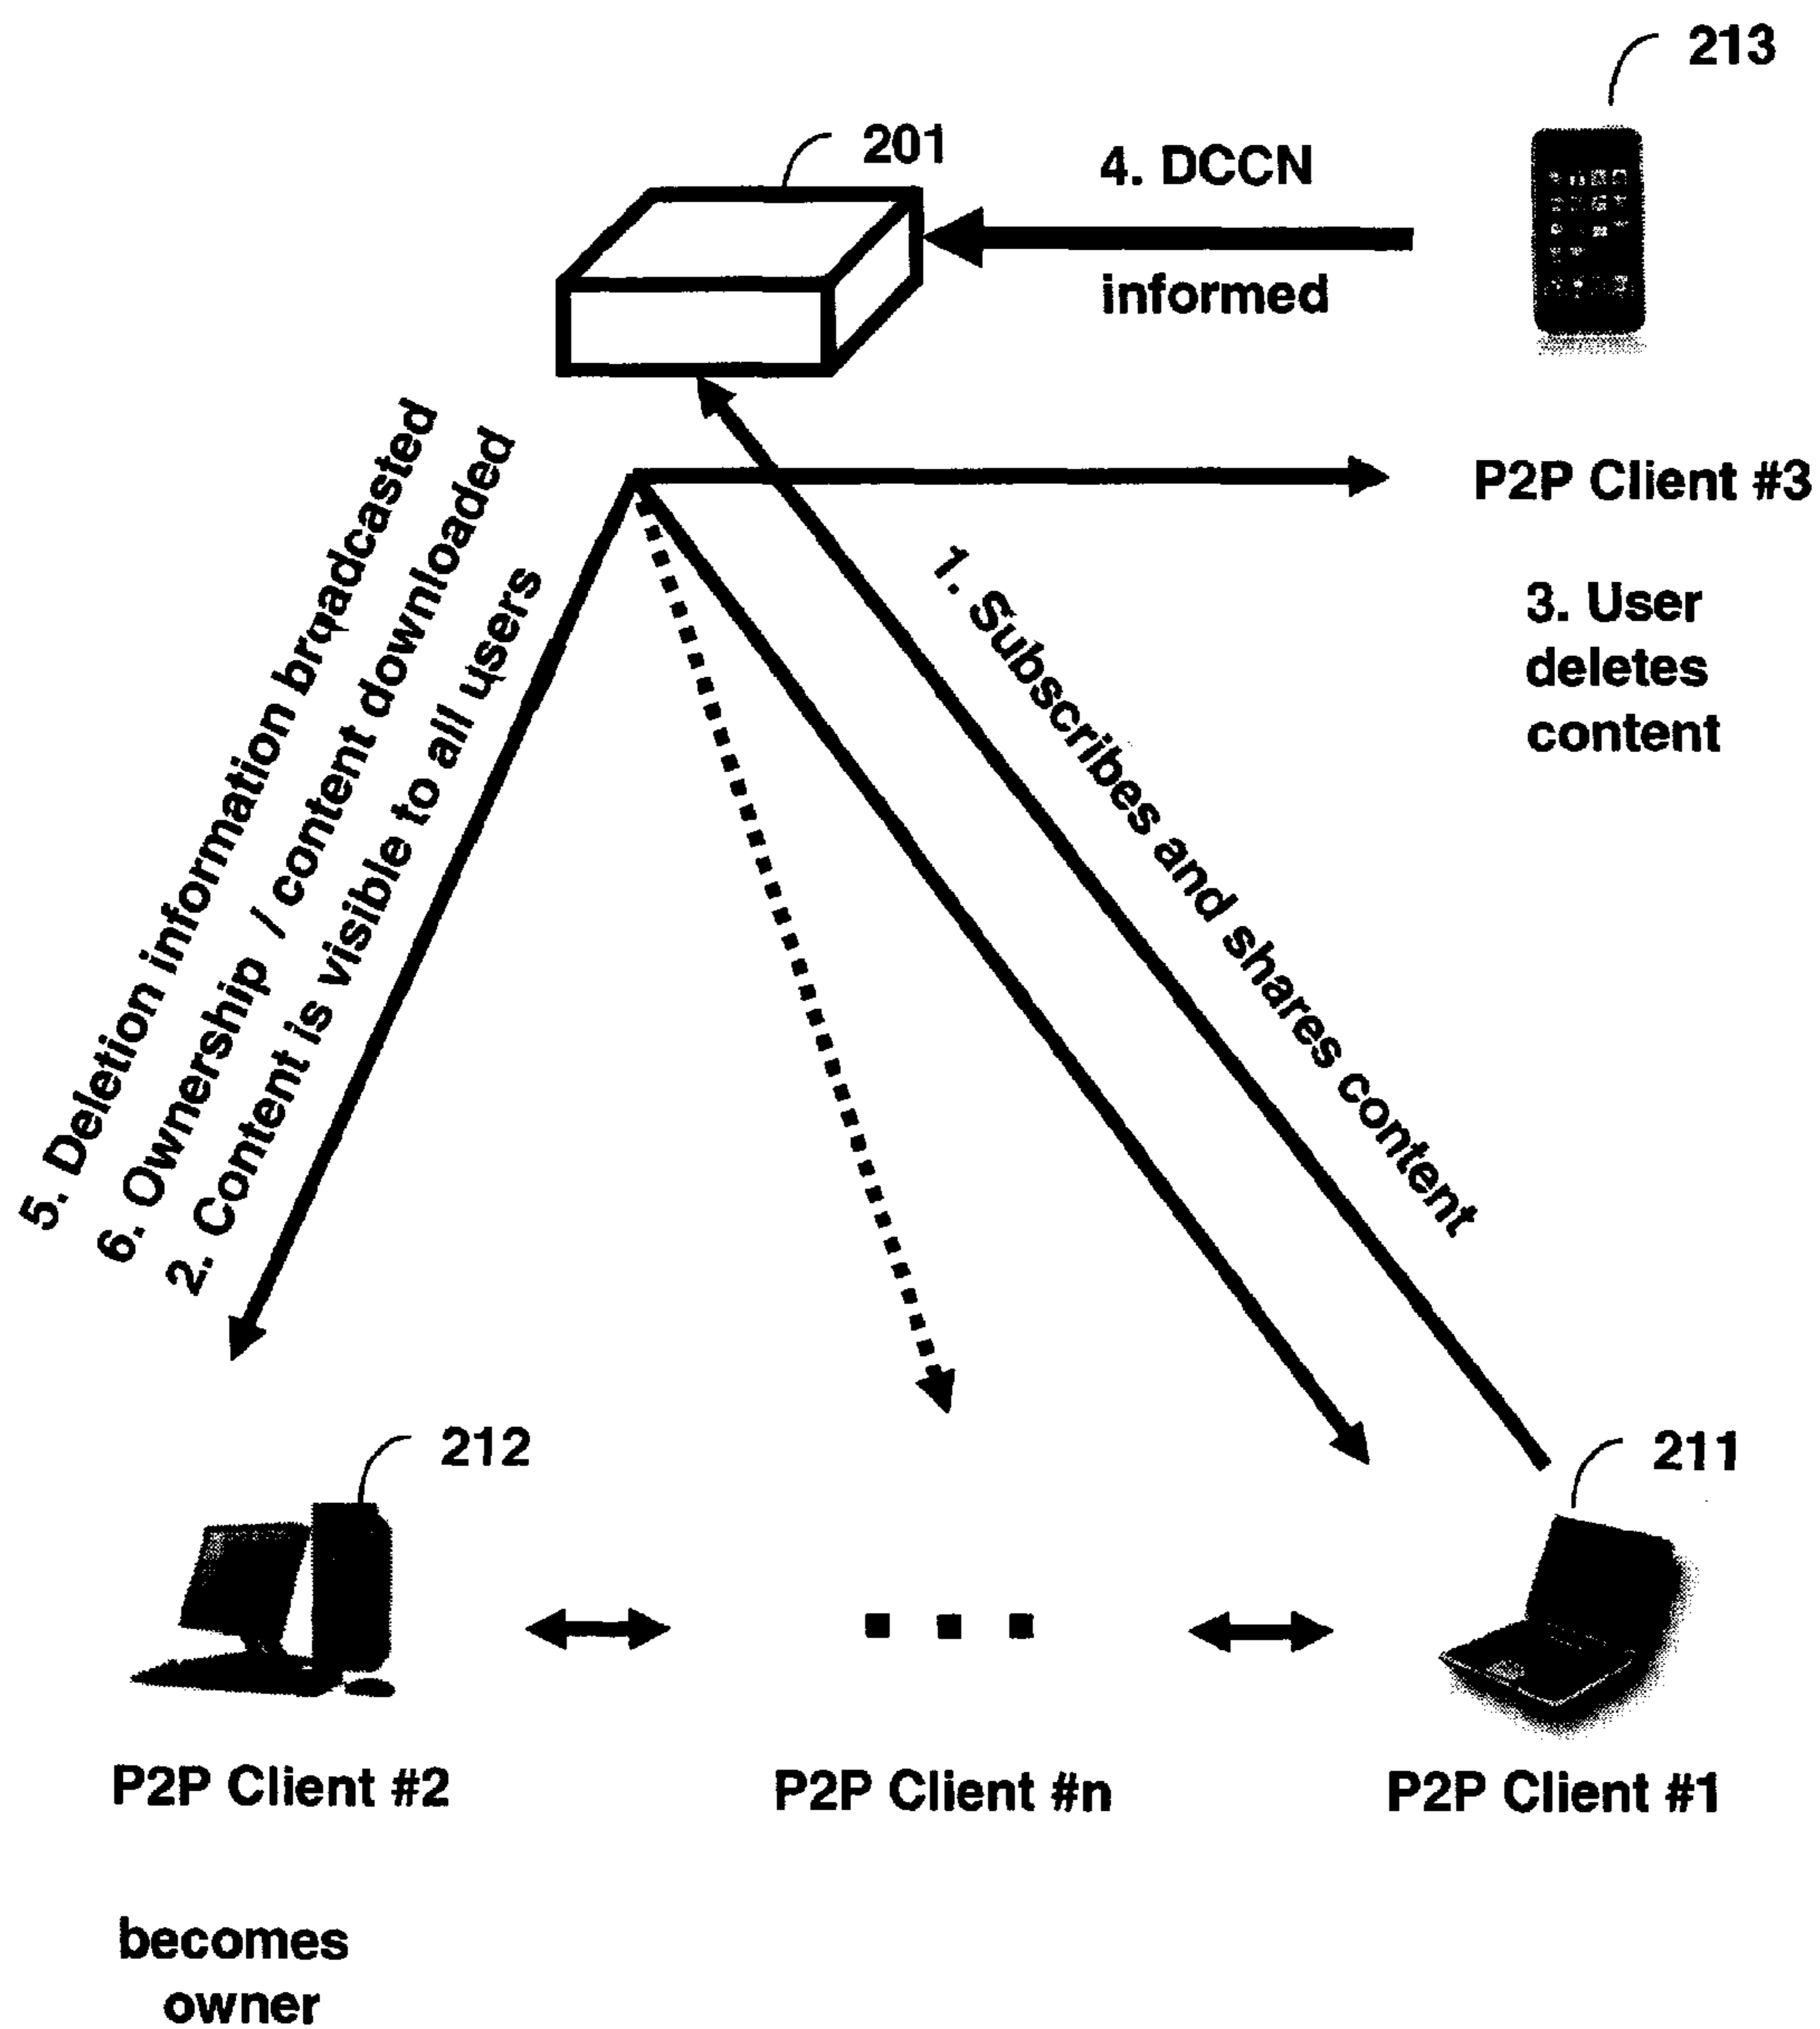 213
201
4. DCCN
informed
P2P Client #3
3. User
deletes
content
5. Deletion information broadcasted
6. Ownership / content downloaded
2. Content is visible to all users
1. Subscribes and shares content
212
211
P2P Client #2
P2P Client #n
P2P Client #1
becomes
owner